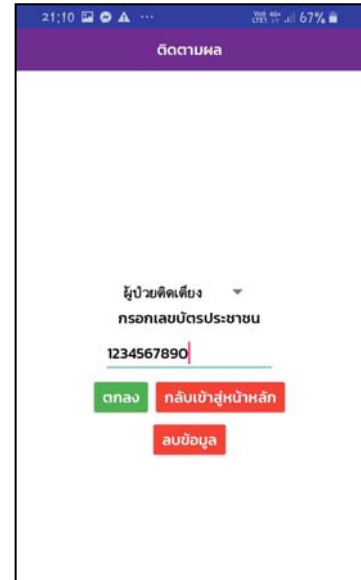 21:10 67%
ติดตามผล
ผู้ป่วยติดเตียง
กรอกเลขบัตรประชาชน
1234567890
ตกลง กลับเข้าสู่หน้าหลัก
ลบข้อมูล